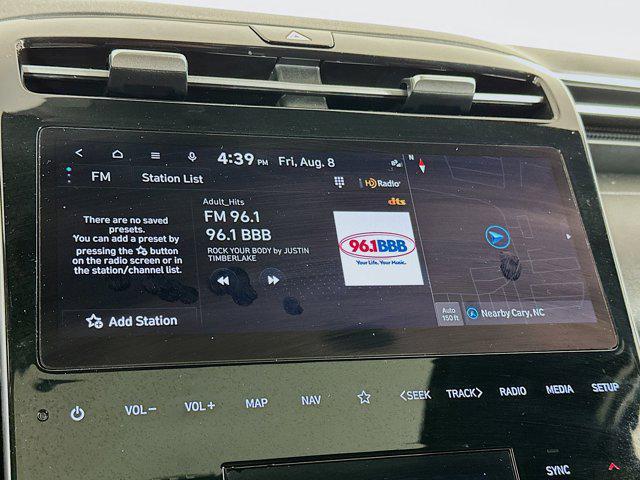 4:39 PM Fri, Aug. 8
FM Station List
HD Radio
N
There are no saved
presets.
You can add a preset by
pressing the button
on the radio screen or in
the station/channel list.
Add Station
Adult_Hits
dts
FM 96.1
96.1 BBB
ROCK YOUR BODY by JUSTIN
TIMBERLAKE
96.1BBB
Your Life. Your Music.
Auto
150 ft
Nearby Cary, NC
VOL− VOL+ MAP NAV <SEEK TRACK> RADIO MEDIA SETUP
SYNC